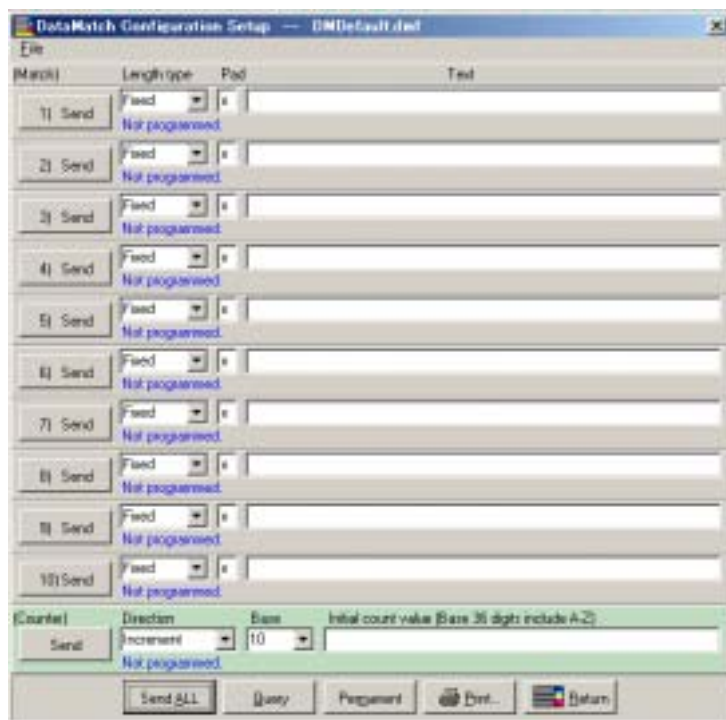 DataMatch Configuration Setup — DMDefault.dmf
File
(Match) Length type Pad Text
1) Send Fixed x
Not programmed.
2) Send Fixed x
Not programmed.
3) Send Fixed x
Not programmed.
4) Send Fixed x
Not programmed.
5) Send Fixed x
Not programmed.
6) Send Fixed x
Not programmed.
7) Send Fixed x
Not programmed.
8) Send Fixed x
Not programmed.
9) Send Fixed x
Not programmed.
10) Send Fixed x
Not programmed.
(Counter) Direction Base Initial count value (Base 36 digits include A-Z)
Send Increment 10
Not programmed.
Send ALL Query Permanent Print... Return